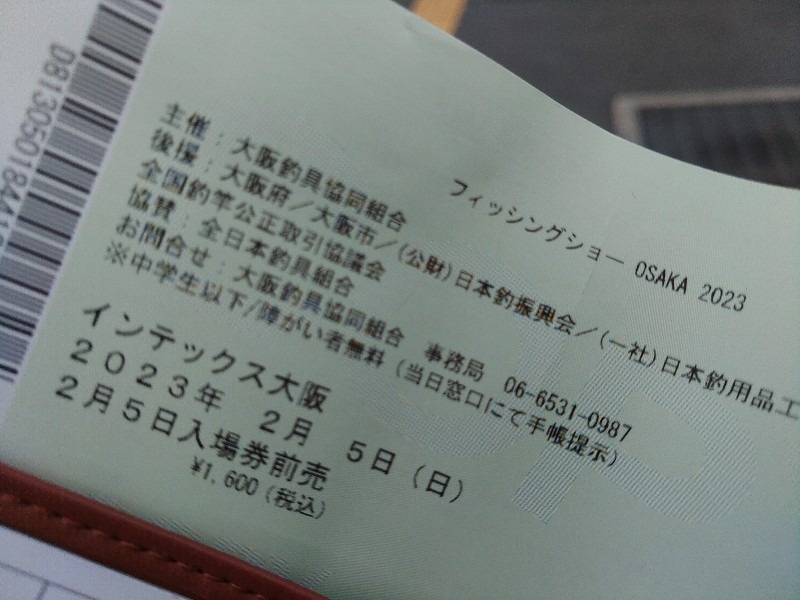 D81305018441
フィッシングショー OSAKA 2023
主催:大阪釣具協同組合
後援:大阪府/大阪市/(公財)日本釣振興会/(一社)日本釣用品工
全国釣竿公正取引協議会
協賛:全日本釣具組合
お問合せ:大阪釣具協同組合 事務局 06-6531-0987
※中学生以下/障がい者無料(当日窓口にて手帳提示)
インテックス大阪
2023年 2月 5日(日)
2月5日入場券前売
¥1,600(税込)